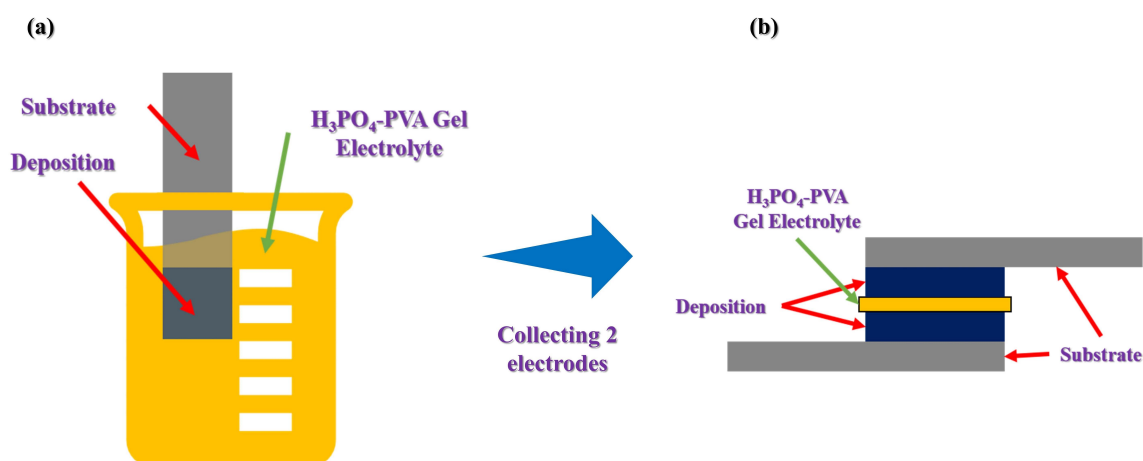 (a)
Substrate
Deposition
H₃PO₄-PVA Gel
Electrolyte
Collecting 2
electrodes
(b)
H₃PO₄-PVA
Gel Electrolyte
Deposition
Substrate